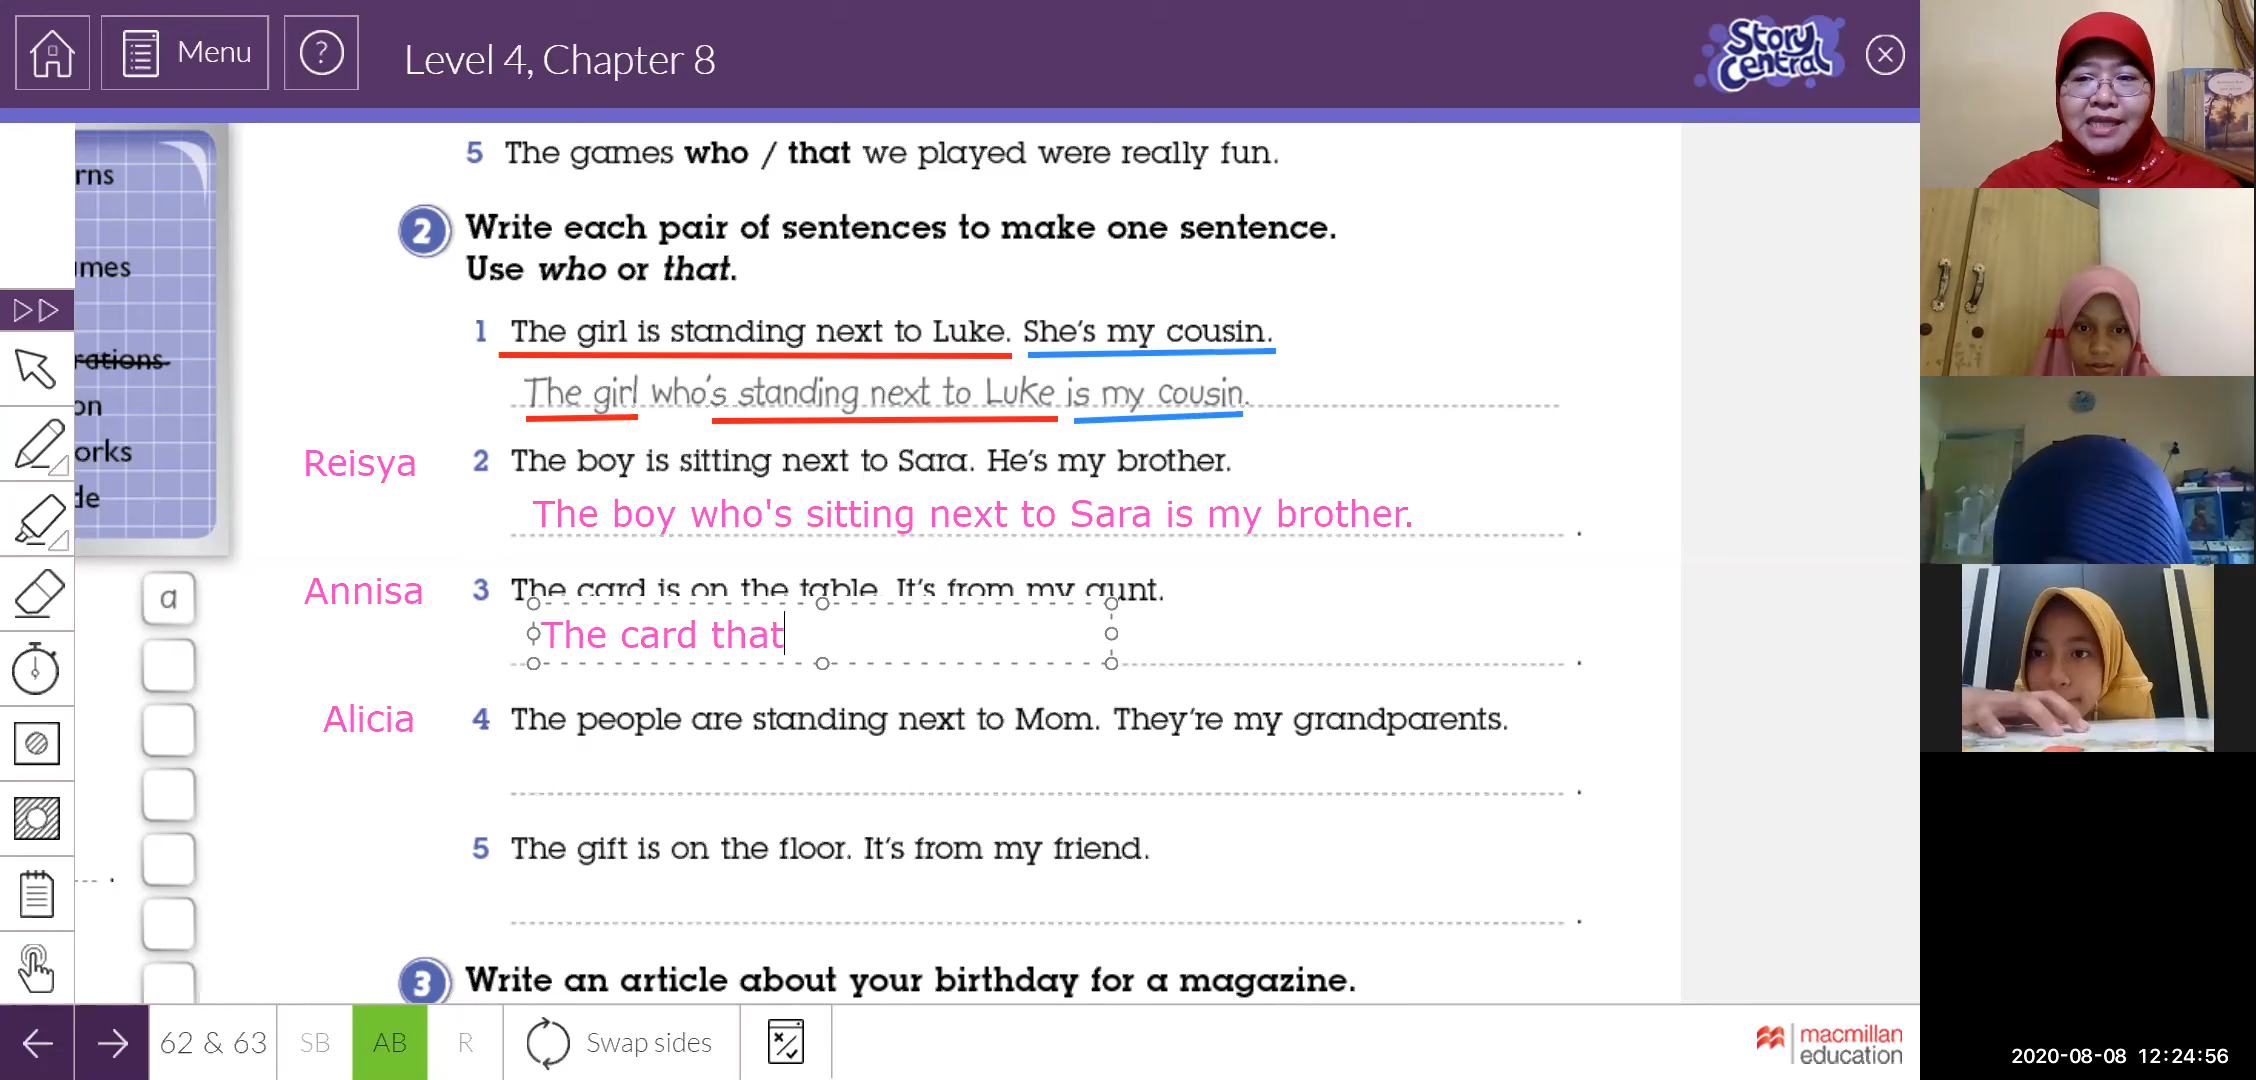 Menu
?
Level 4, Chapter 8
Story Central
rns
mes
rations
on
orks
de
a
5 The games who / that we played were really fun.
2 Write each pair of sentences to make one sentence.
Use who or that.
1 The girl is standing next to Luke. She's my cousin.
The girl who's standing next to Luke is my cousin.
Reisya
2 The boy is sitting next to Sara. He's my brother.
The boy who's sitting next to Sara is my brother.
.
Annisa
3 The card is on the table. It's from my aunt.
The card that
.
Alicia
4 The people are standing next to Mom. They're my grandparents.
.
5 The gift is on the floor. It's from my friend.
.
3 Write an article about your birthday for a magazine.
62 & 63
SB
AB
R
Swap sides
macmillan
education
2020-08-08 12:24:56